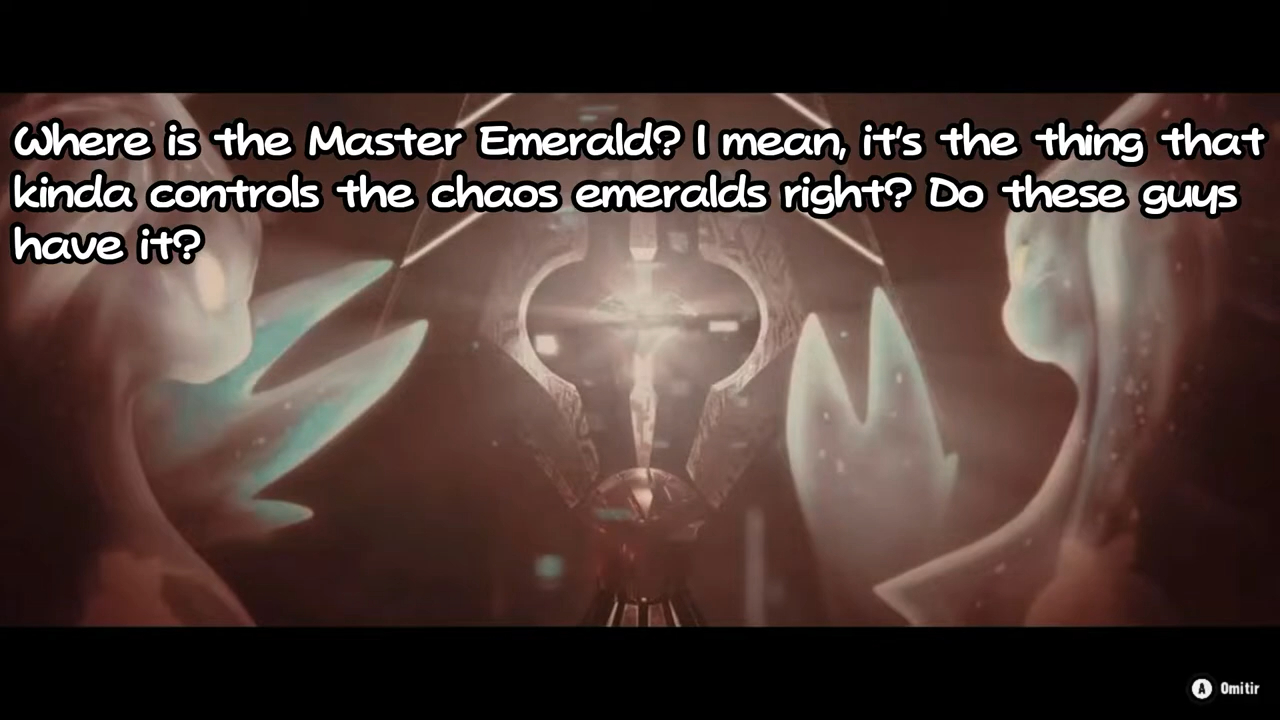 Where is the Master Emerald? I mean, it's the thing that
kinda controls the chaos emeralds right? Do these guys
have it?
A Omitir